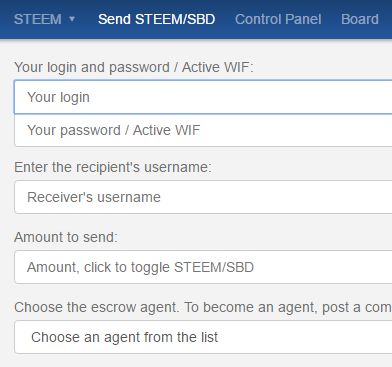 STEEM ▼ Send STEEM/SBD Control Panel Board
Your login and password / Active WIF:
Your login
Your password / Active WIF
Enter the recipient's username:
Receiver's username
Amount to send:
Amount, click to toggle STEEM/SBD
Choose the escrow agent. To become an agent, post a com
Choose an agent from the list